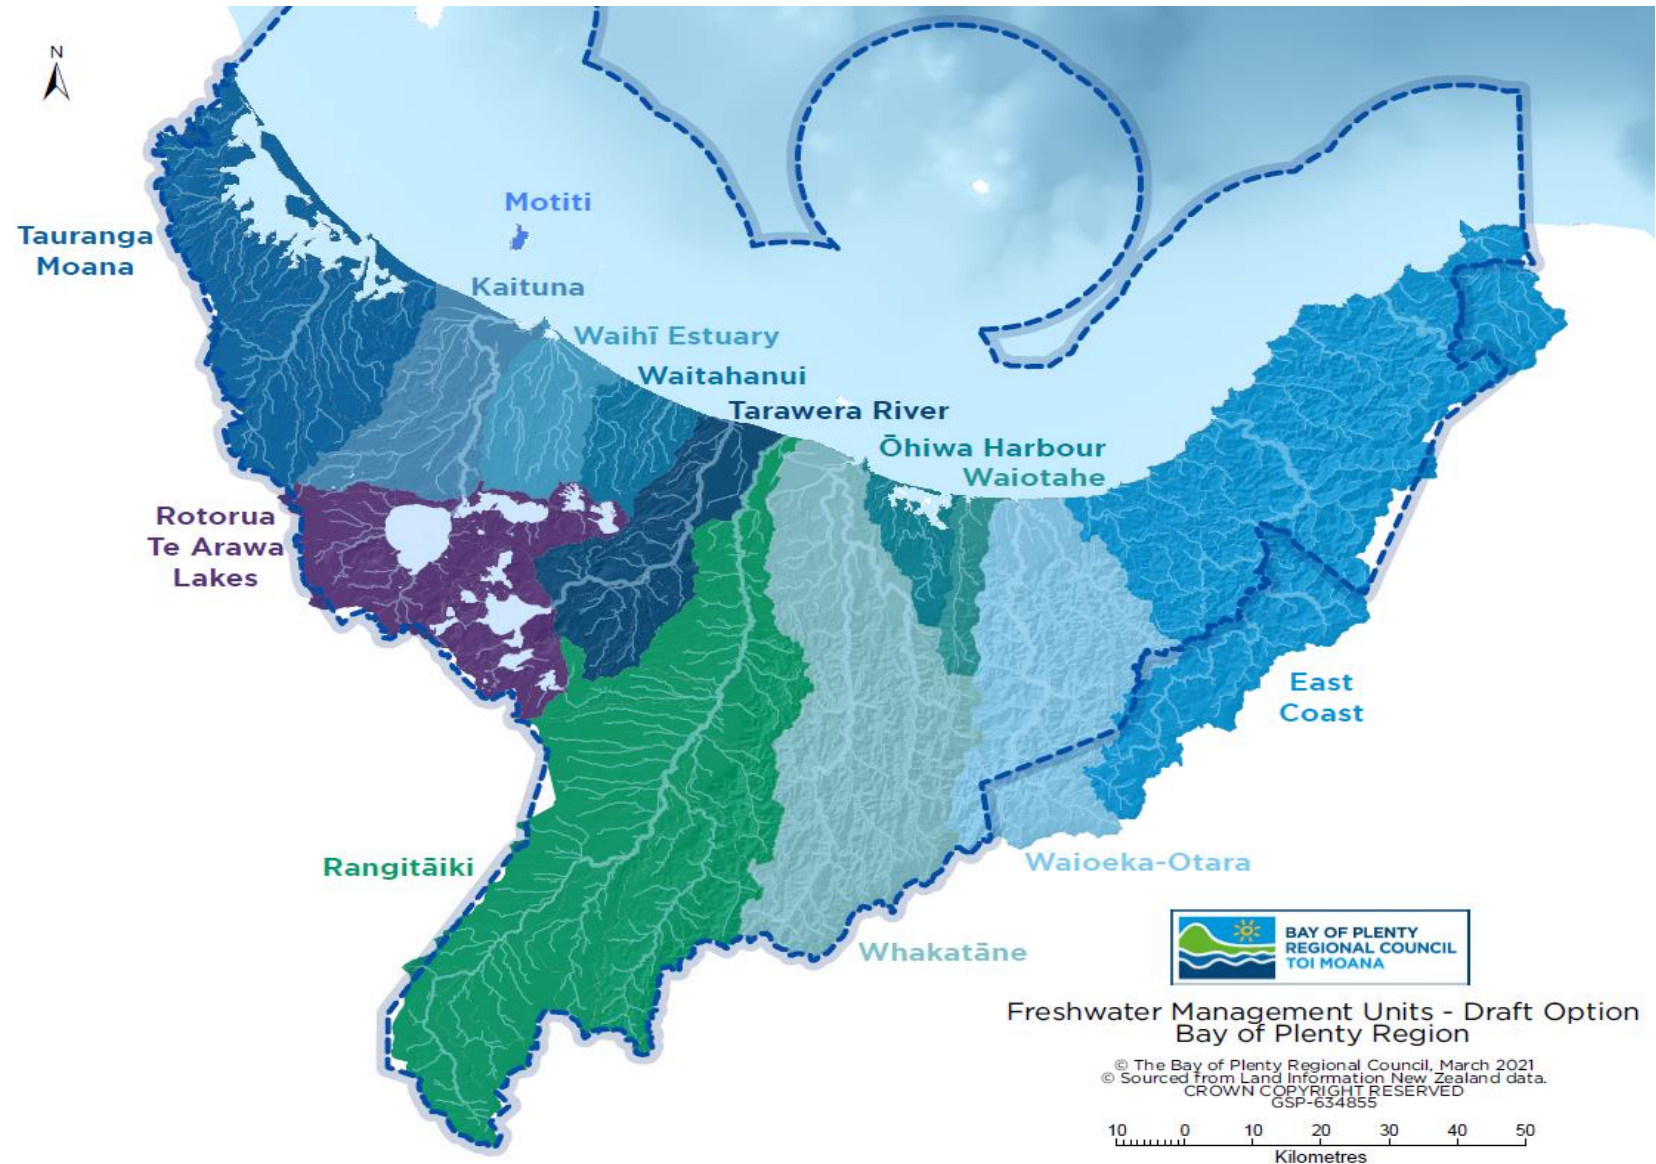 N
Motiti
Tauranga
Moana
Kaituna
Waihī Estuary
Waitahanui
Tarawera River
Ōhiwa Harbour
Waiotahe
Rotorua
Te Arawa
Lakes
East
Coast
Rangitāiki
Waioeka-Otara
Whakatāne
BAY OF PLENTY
REGIONAL COUNCIL
TOI MOANA
Freshwater Management Units - Draft Option
Bay of Plenty Region
© The Bay of Plenty Regional Council, March 2021
© Sourced from Land Information New Zealand data.
CROWN COPYRIGHT RESERVED
GSP-634855
10 0 10 20 30 40 50
Kilometres